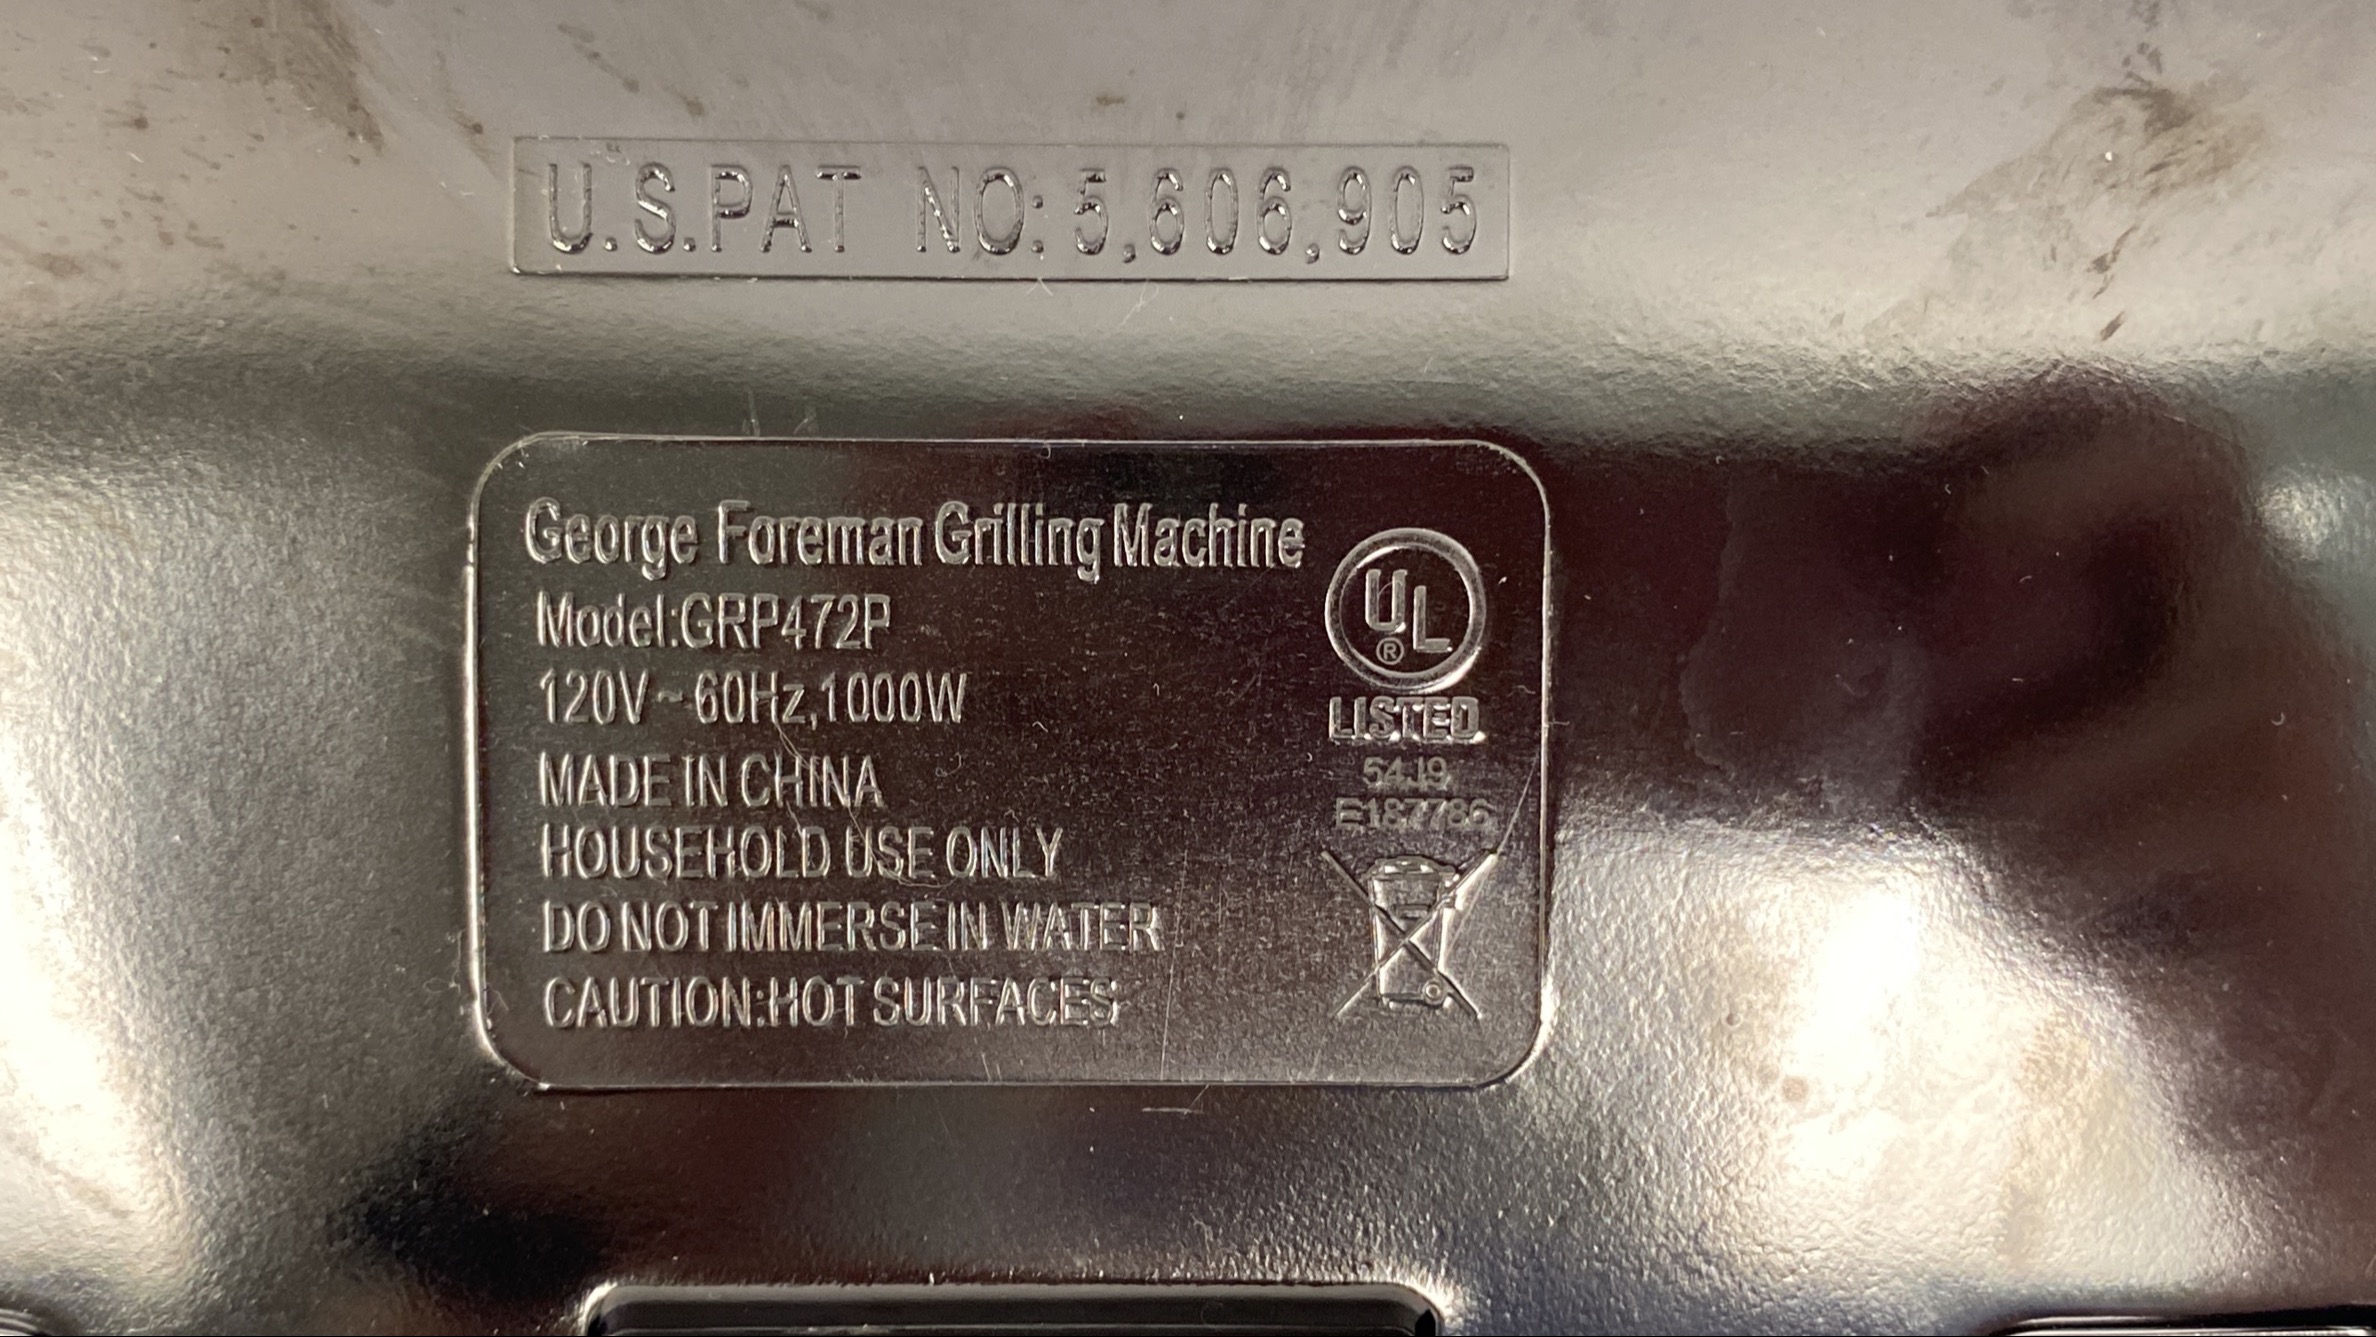 U.S.PAT NO: 5,606,905
George Foreman Grilling Machine
Model:GRP472P
120V ~ 60Hz,1000W
MADE IN CHINA
HOUSEHOLD USE ONLY
DO NOT IMMERSE IN WATER
CAUTION:HOT SURFACES
UL
®
LISTED
54J9
E187786